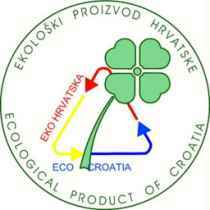 EKOLOŠKI PROIZVOD HRVATSKE
EKO HRVATSKA
ECO CROATIA
ECOLOGICAL PRODUCT OF CROATIA